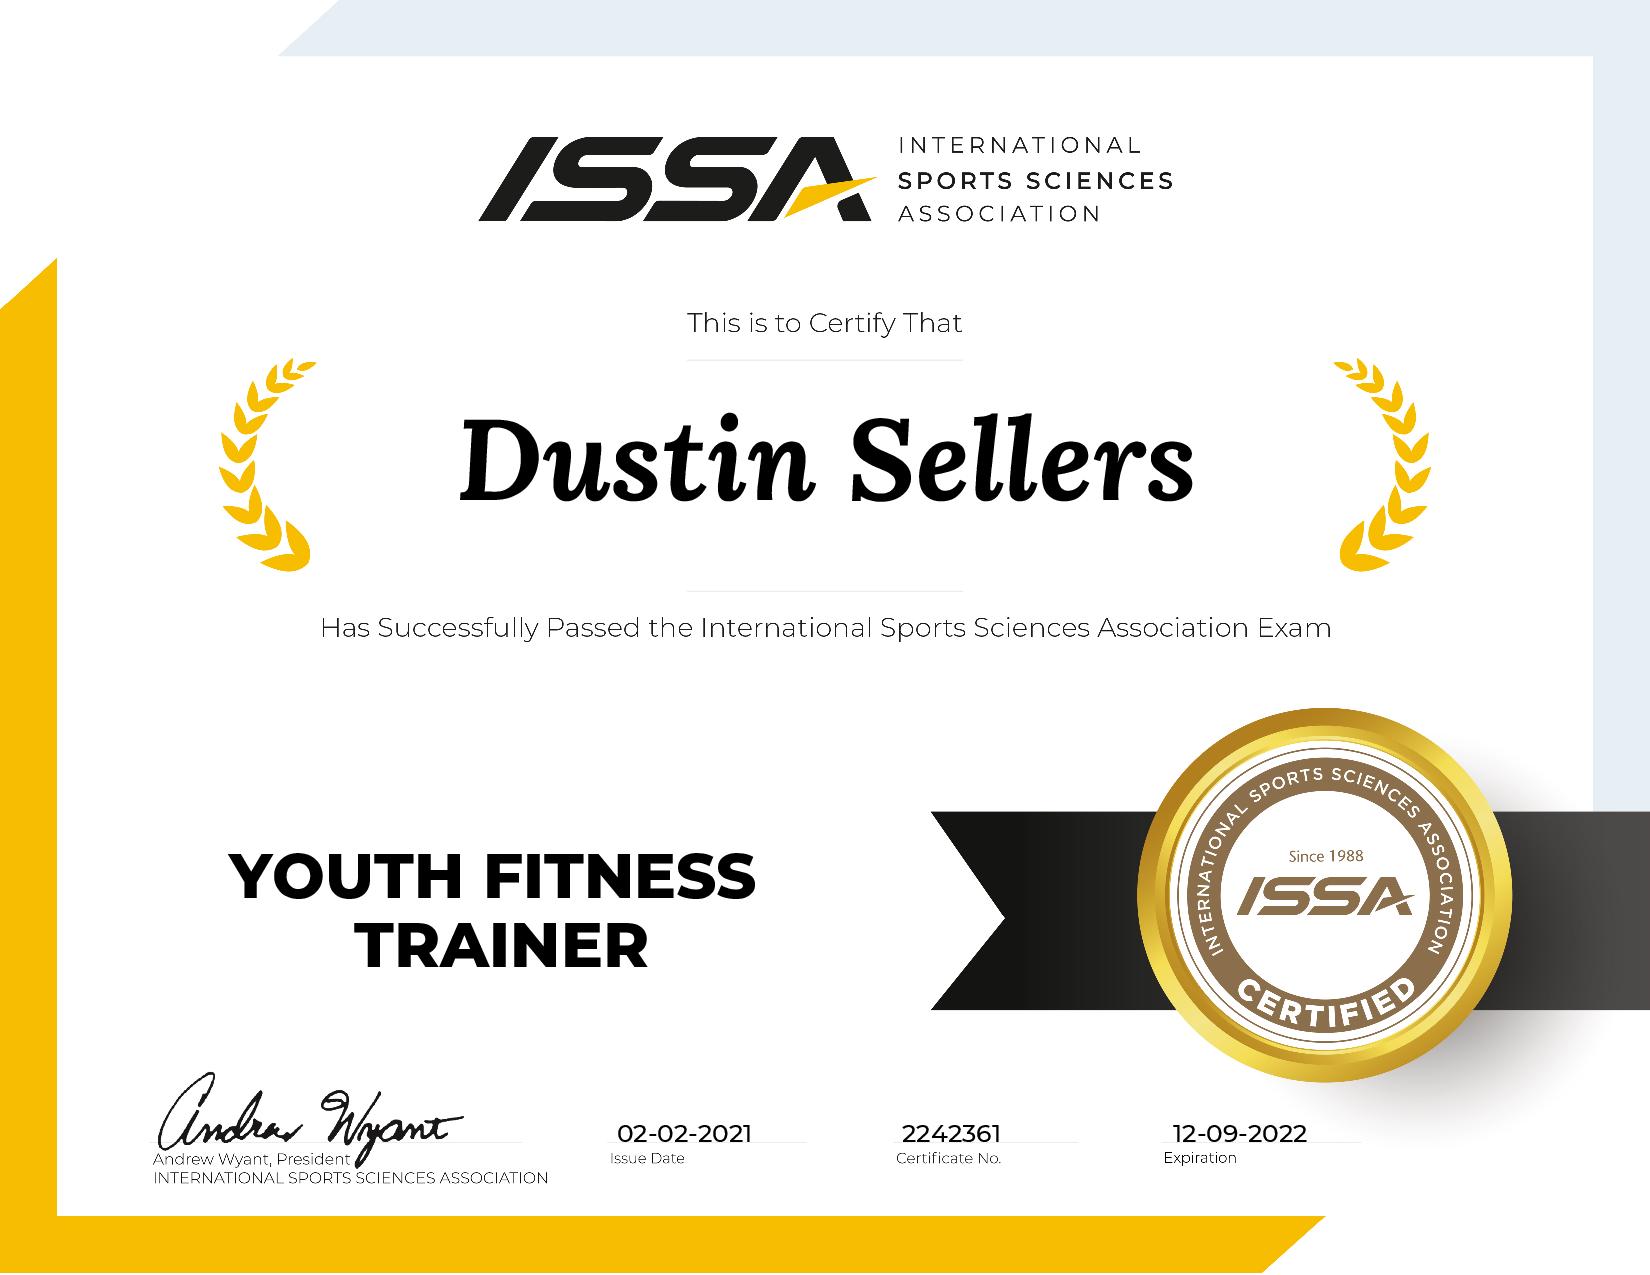 ISSA
INTERNATIONAL
SPORTS SCIENCES
ASSOCIATION
This is to Certify That
Dustin Sellers
Has Successfully Passed the International Sports Sciences Association Exam
YOUTH FITNESS
TRAINER
INTERNATIONAL SPORTS SCIENCES ASSOCIATION
Since 1988
ISSA
CERTIFIED
Andrew Wyant
Andrew Wyant, President
INTERNATIONAL SPORTS SCIENCES ASSOCIATION
02-02-2021
Issue Date
2242361
Certificate No.
12-09-2022
Expiration